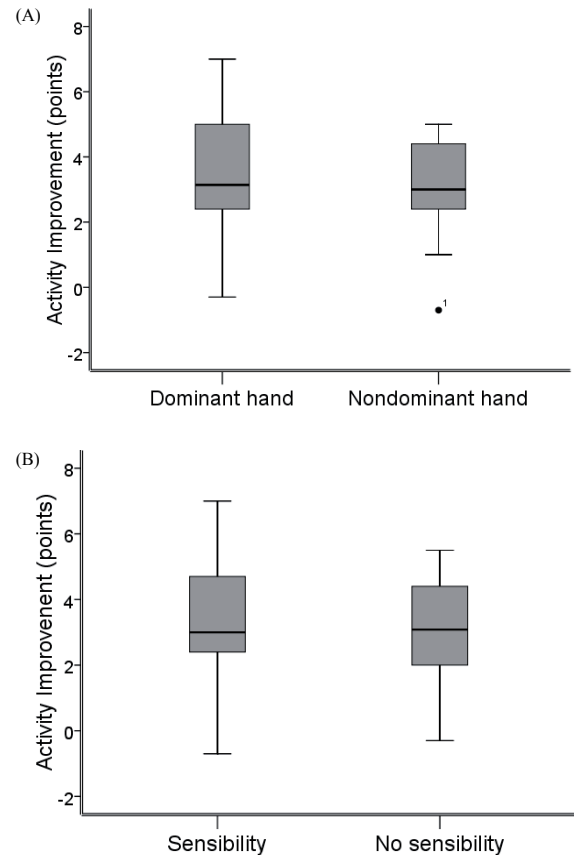 (A)
Activity Improvement (points)
8
6
4
2
0
-2
1
Dominant hand Nondominant hand
(B)
Activity Improvement (points)
8
6
4
2
0
-2
Sensibility No sensibility